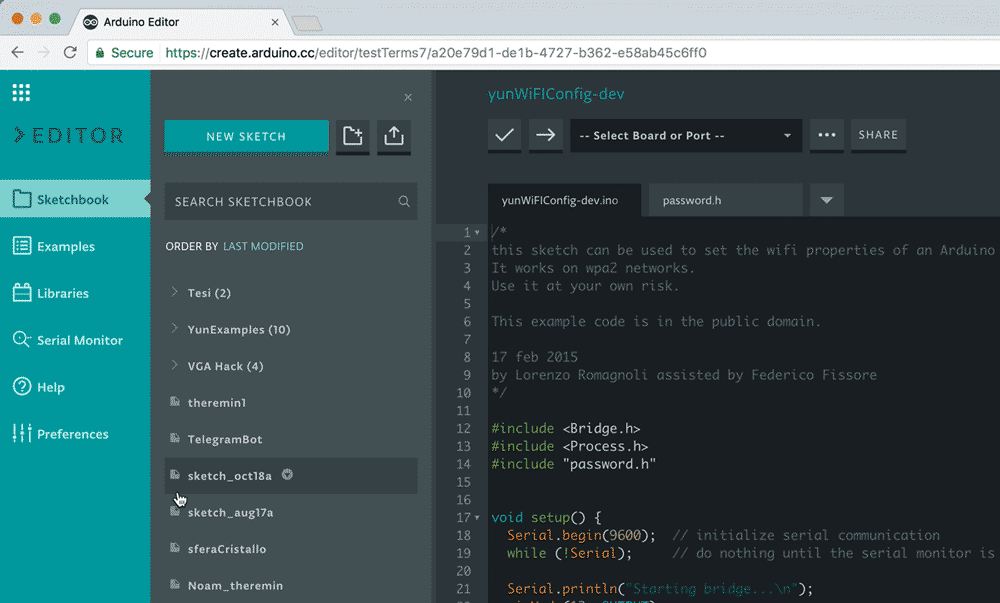 Arduino Editor
Secure https://create.arduino.cc/editor/testTerms7/a20e79d1-de1b-4727-b362-e58ab45c6ff0
EDITOR
Sketchbook
Examples
Libraries
Serial Monitor
Help
Preferences
NEW SKETCH
SEARCH SKETCHBOOK
ORDER BY LAST MODIFIED
Tesi (2)
YunExamples (10)
VGA Hack (4)
theremin1
TelegramBot
sketch_oct18a
sketch_aug17a
sferaCristallo
Noam_theremin
yunWiFIConfig-dev
-- Select Board or Port --
SHARE
yunWiFIConfig-dev.ino
password.h
1 /*
2 this sketch can be used to set the wifi properties of an Arduino
3 It works on wpa2 networks.
4 Use it at your own risk.
5
6 This example code is in the public domain.
7
8 17 feb 2015
9 by Lorenzo Romagnoli assisted by Federico Fissore
10 */
11
12 #include <Bridge.h>
13 #include <Process.h>
14 #include "password.h"
15
16
17 void setup() {
18 Serial.begin(9600); // initialize serial communication
19 while (!Serial); // do nothing until the serial monitor is
20
21 Serial.println("Starting bridge...\n");